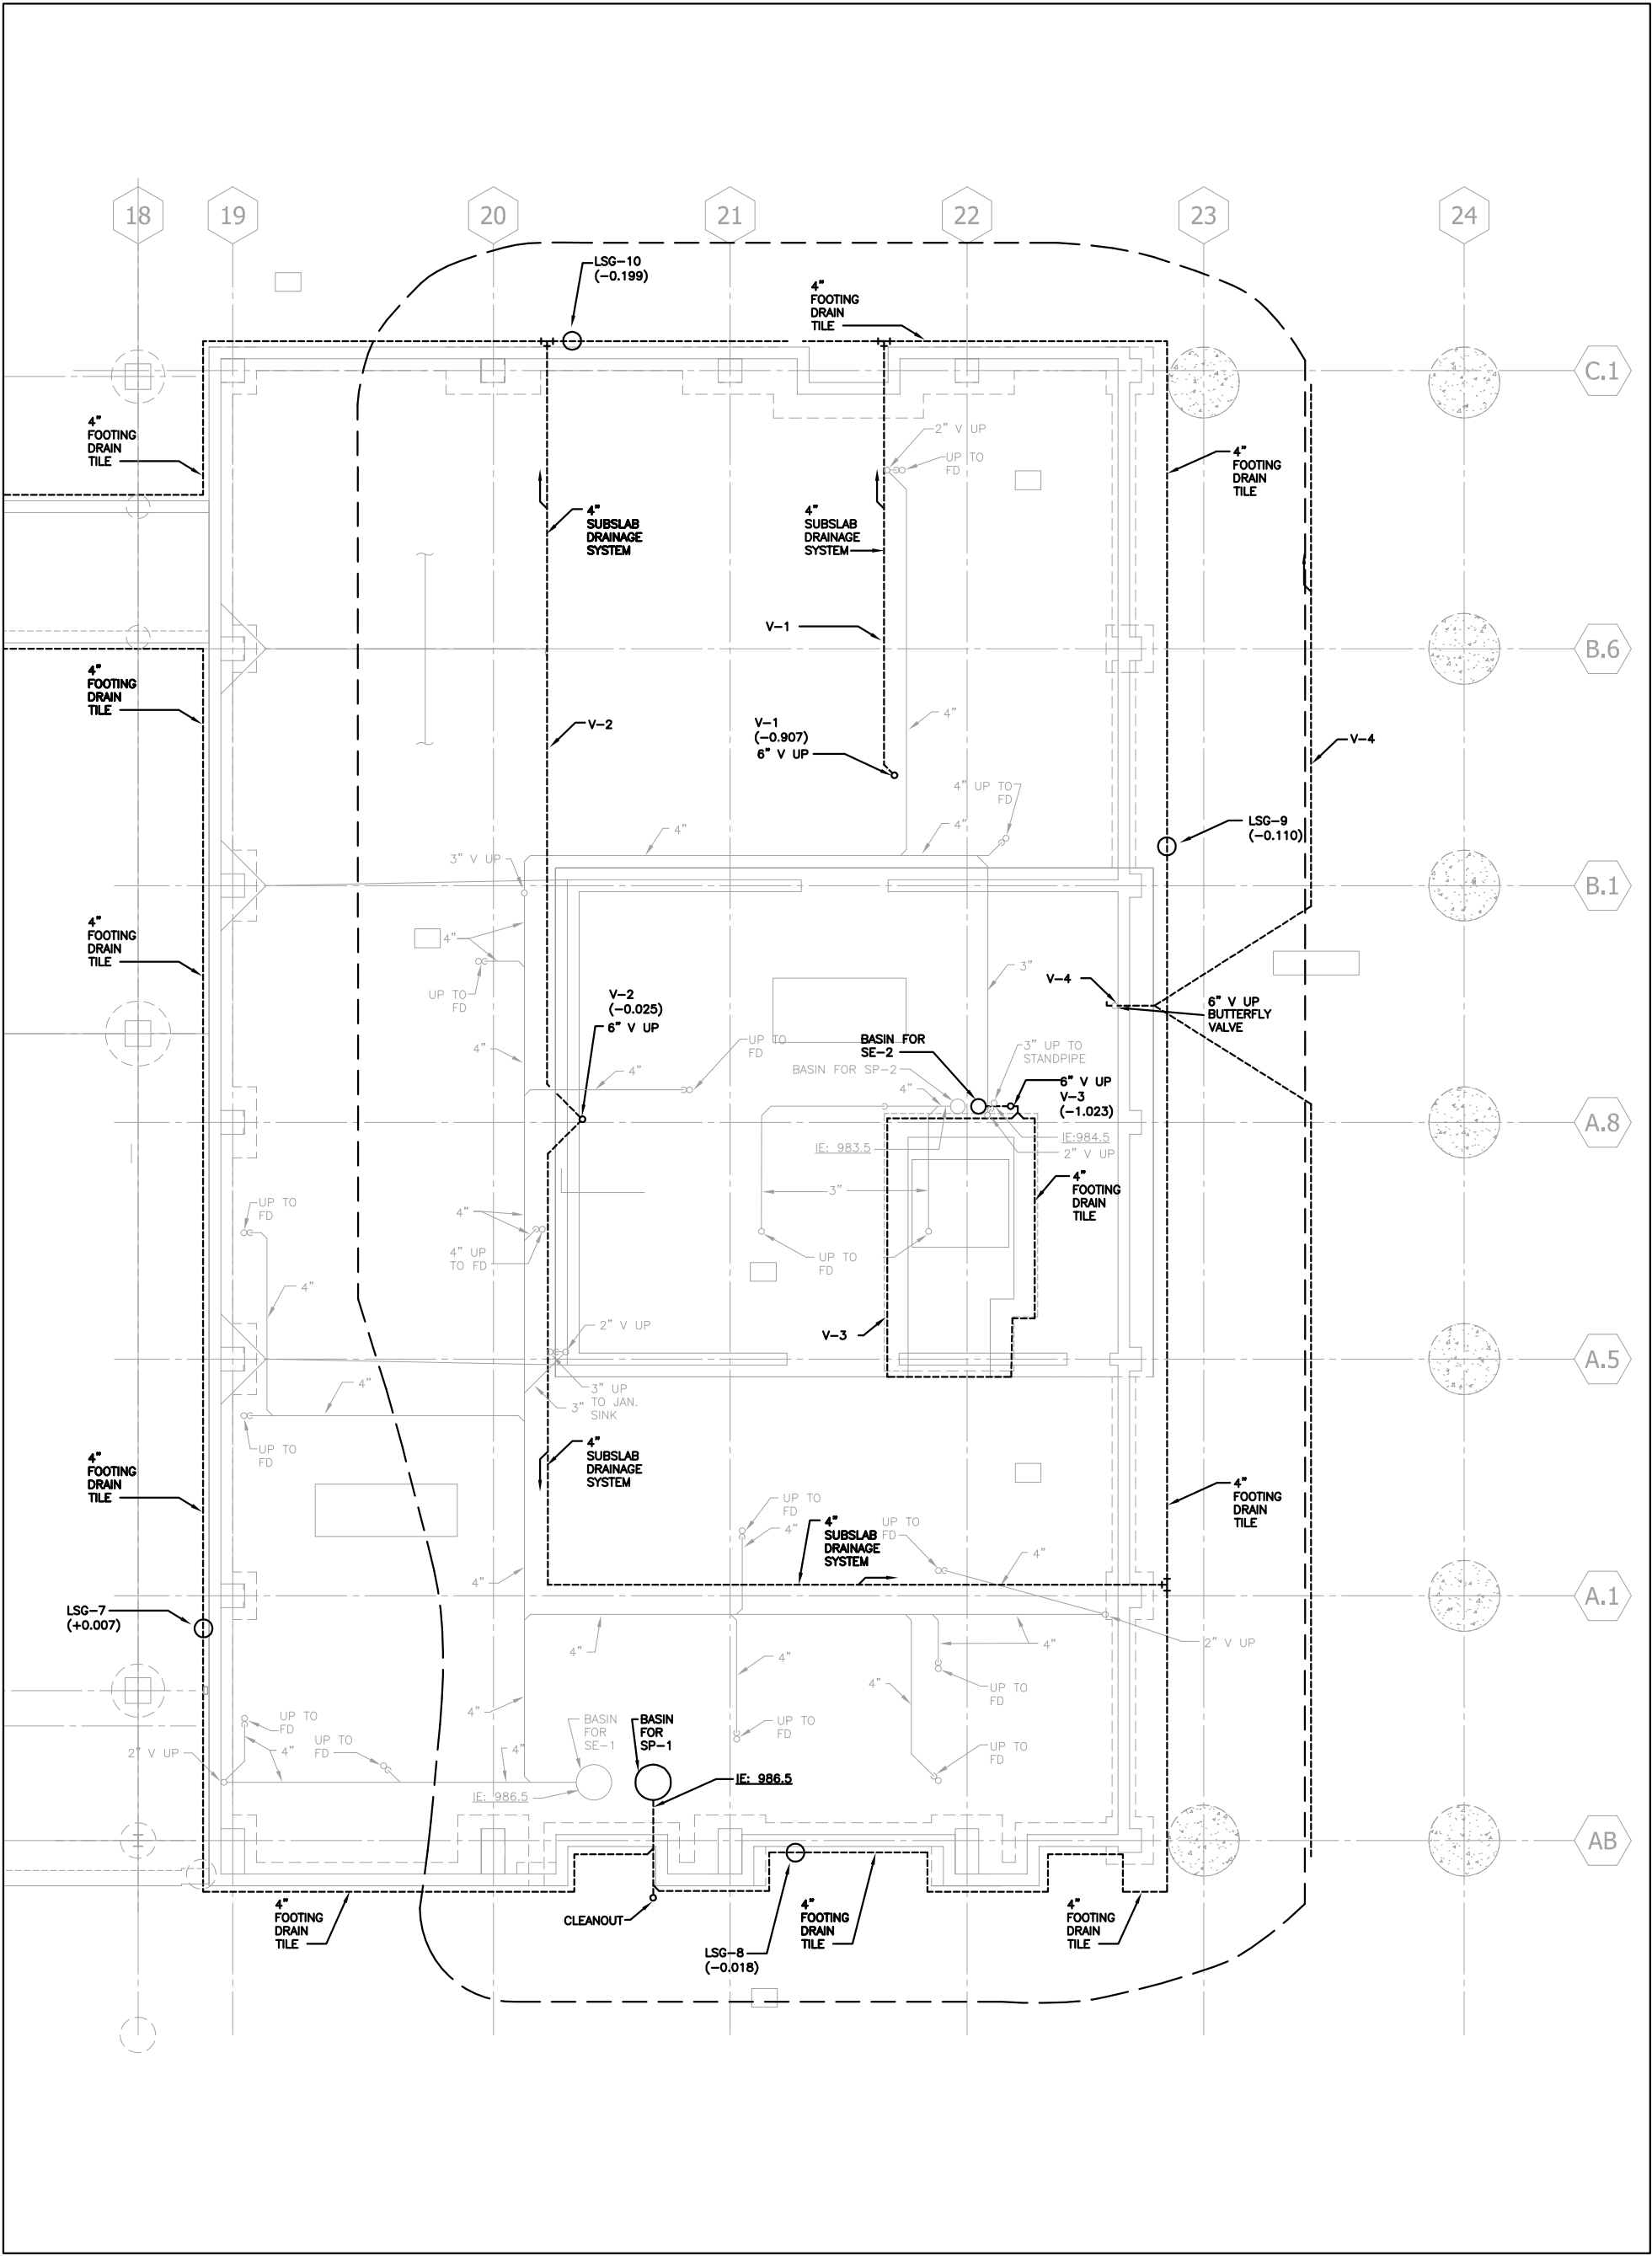 18
19
20
21
22
23
24
LSG-10
(-0.199)
4"
FOOTING
DRAIN
TILE
C.1
4"
FOOTING
DRAIN
TILE
2" V UP
UP TO
FD
4"
FOOTING
DRAIN
TILE
4"
SUBSLAB
DRAINAGE
SYSTEM
4"
SUBSLAB
DRAINAGE
SYSTEM
V-1
B.6
4"
FOOTING
DRAIN
TILE
V-2
V-1
(-0.907)
6" V UP
4"
V-4
4" UP TO
FD
4"
4"
LSG-9
(-0.110)
3" V UP
B.1
4"
FOOTING
DRAIN
TILE
4"
UP TO
FD
3"
V-4
V-2
(-0.025)
6" V UP
6" V UP
BUTTERFLY
VALVE
4"
UP TO
FD
BASIN FOR
SE-2
3" UP TO
STANDPIPE
BASIN FOR SP-2
4"
4"
6" V UP
V-3
(-1.023)
A.8
IE: 983.5
IE:984.5
2" V UP
4"
FOOTING
DRAIN
TILE
3"
UP TO
FD
4"
4" UP
TO FD
UP TO
FD
4"
2" V UP
V-3
A.5
3" UP
TO JAN.
SINK
3"
4"
UP TO
FD
4"
FOOTING
DRAIN
TILE
4"
SUBSLAB
DRAINAGE
SYSTEM
4"
FOOTING
DRAIN
TILE
UP TO
FD
4"
4"
SUBSLAB
DRAINAGE
SYSTEM
UP TO
FD
4"
4"
A.1
LSG-7
(+0.007)
4"
4"
4"
2" V UP
4"
4"
UP TO
FD
UP TO
FD
4"
2" V UP
UP TO
FD
4"
BASIN
FOR
SE-1
BASIN
FOR
SP-1
UP TO
FD
UP TO
FD
IE: 986.5
IE: 986.5
AB
4"
FOOTING
DRAIN
TILE
CLEANOUT
4"
FOOTING
DRAIN
TILE
4"
FOOTING
DRAIN
TILE
LSG-8
(-0.018)